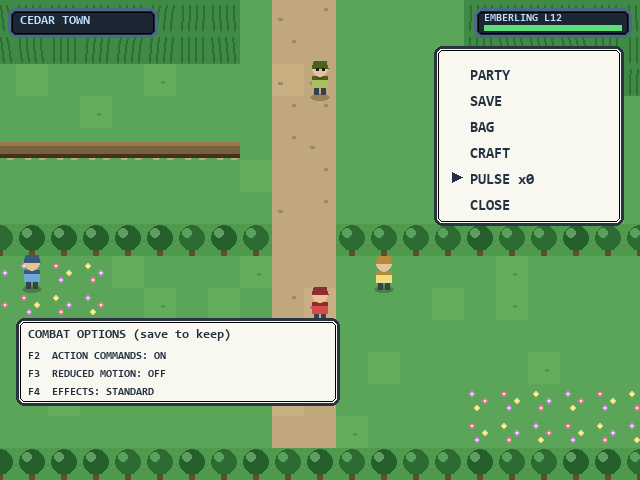 CEDAR TOWN
EMBERLING L12
PARTY
SAVE
BAG
CRAFT
PULSE x0
CLOSE
COMBAT OPTIONS (save to keep)
F2 ACTION COMMANDS: ON
F3 REDUCED MOTION: OFF
F4 EFFECTS: STANDARD